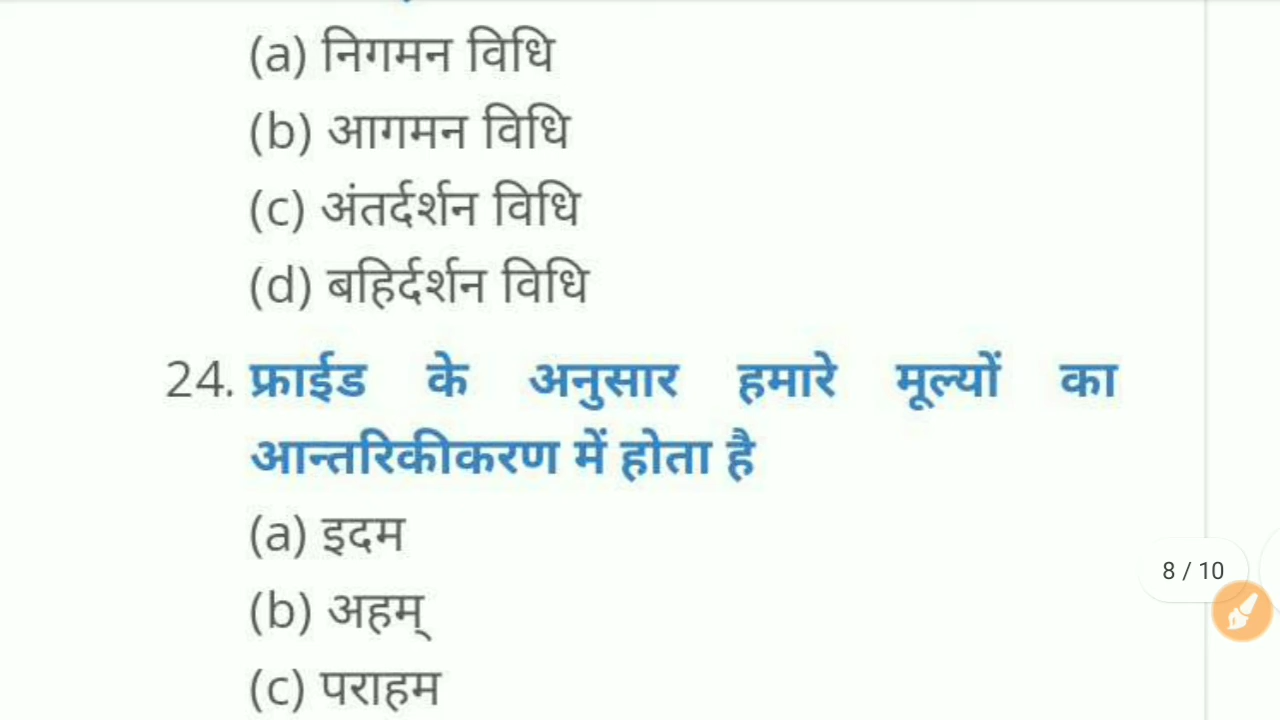 (a) निगमन विधि
(b) आगमन विधि
(c) अंतर्दर्शन विधि
(d) बहिर्दर्शन विधि
24. फ्राईड के अनुसार हमारे मूल्यों का
आन्तरिकीकरण में होता है
(a) इदम
(b) अहम्
(c) पराहम
8 / 10